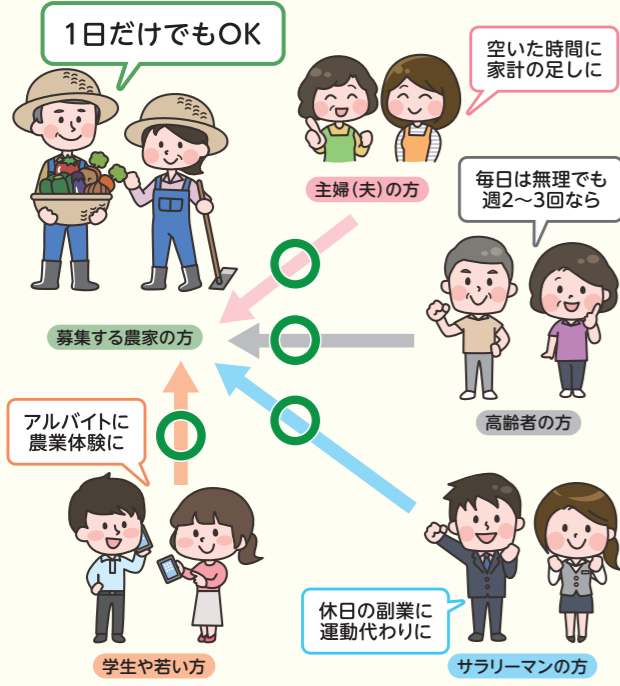 1日だけでもOK
空いた時間に
家計の足しに
主婦(夫)の方
毎日は無理でも
週2〜3回なら
募集する農家の方
高齢者の方
アルバイトに
農業体験に
休日の副業に
運動代わりに
学生や若い方
サラリーマンの方